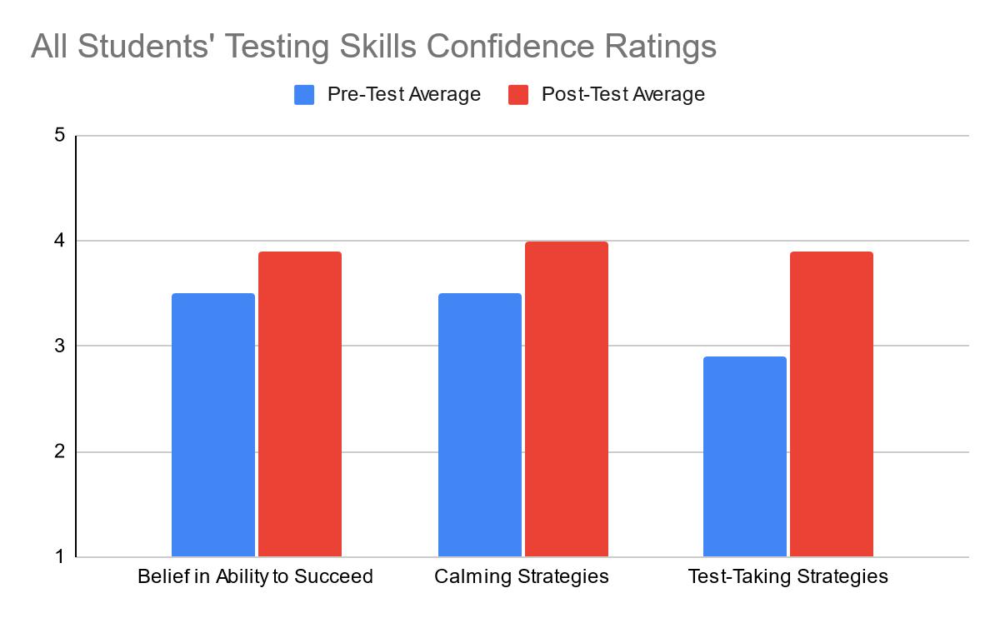 All Students' Testing Skills Confidence Ratings
Pre-Test Average Post-Test Average
5
4
3
2
1
Belief in Ability to Succeed Calming Strategies Test-Taking Strategies